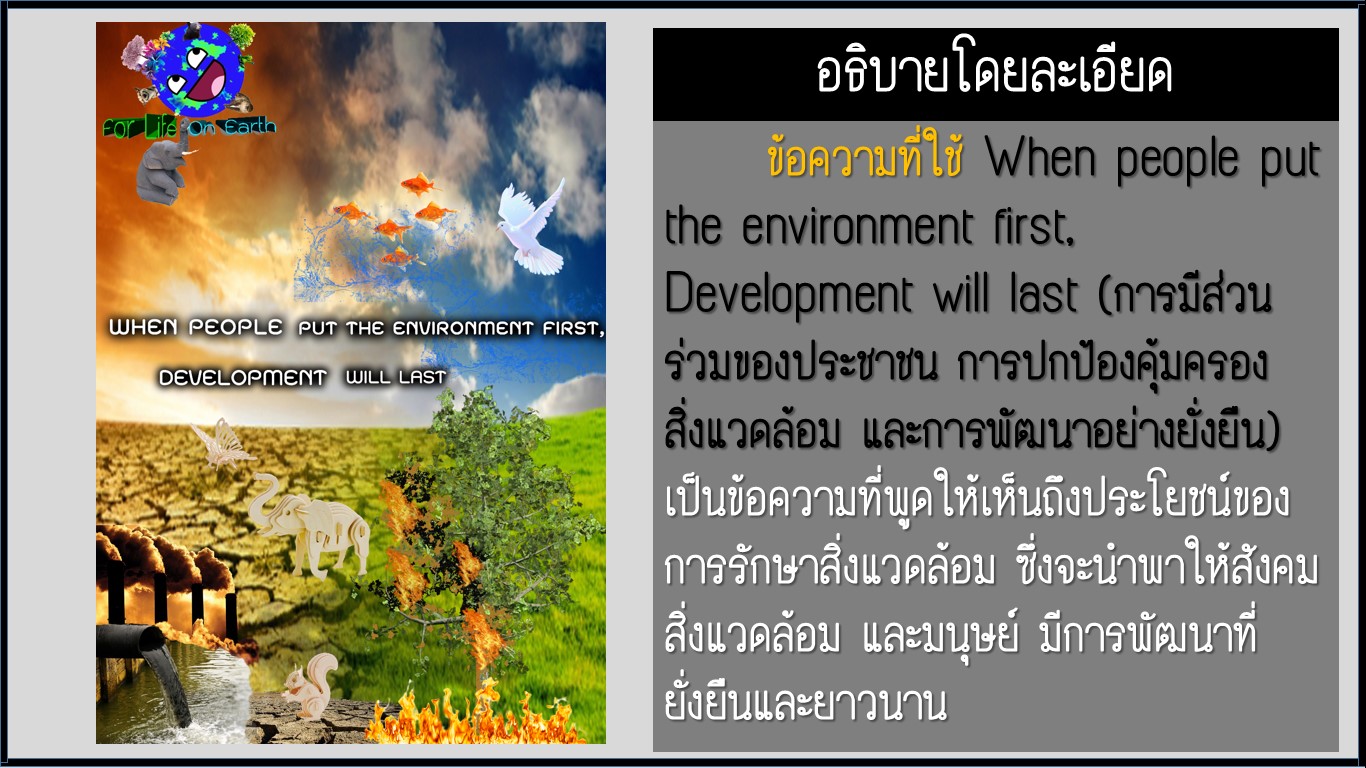 For Life On Earth
WHEN PEOPLE PUT THE ENVIRONMENT FIRST,
DEVELOPMENT WILL LAST
อธิบายโดยละเอียด
ข้อความที่ใช้ When people put
the environment first,
Development will last (การมีส่วน
ร่วมของประชาชน การปกป้องคุ้มครอง
สิ่งแวดล้อม และการพัฒนาอย่างยั่งยืน)
เป็นข้อความที่พูดให้เห็นถึงประโยชน์ของ
การรักษาสิ่งแวดล้อม ซึ่งจะนำพาให้สังคม
สิ่งแวดล้อม และมนุษย์ มีการพัฒนาที่
ยั่งยืนและยาวนาน